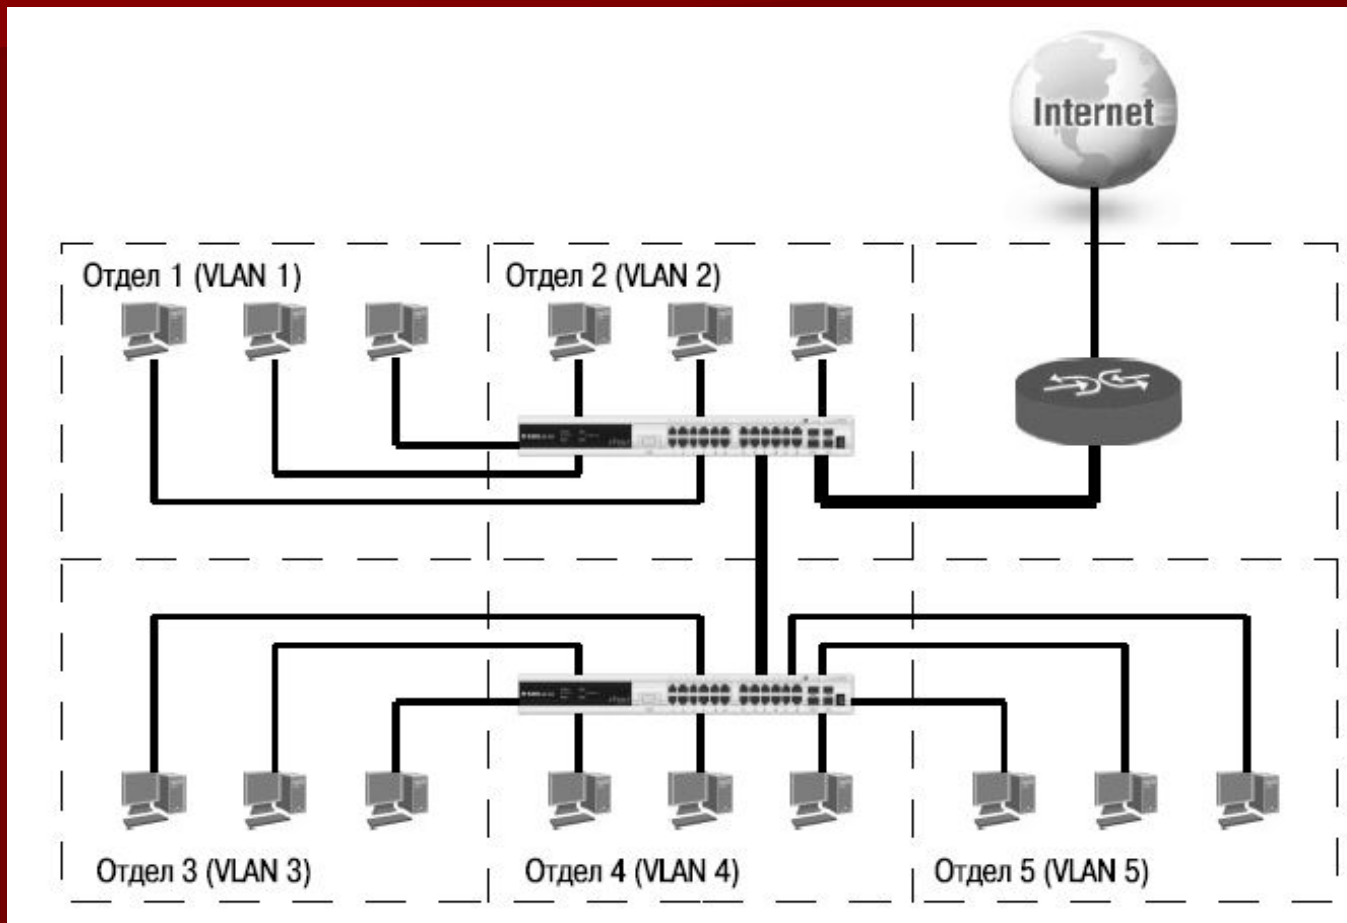 Internet
Отдел 1 (VLAN 1)
Отдел 2 (VLAN 2)
Отдел 3 (VLAN 3)
Отдел 4 (VLAN 4)
Отдел 5 (VLAN 5)